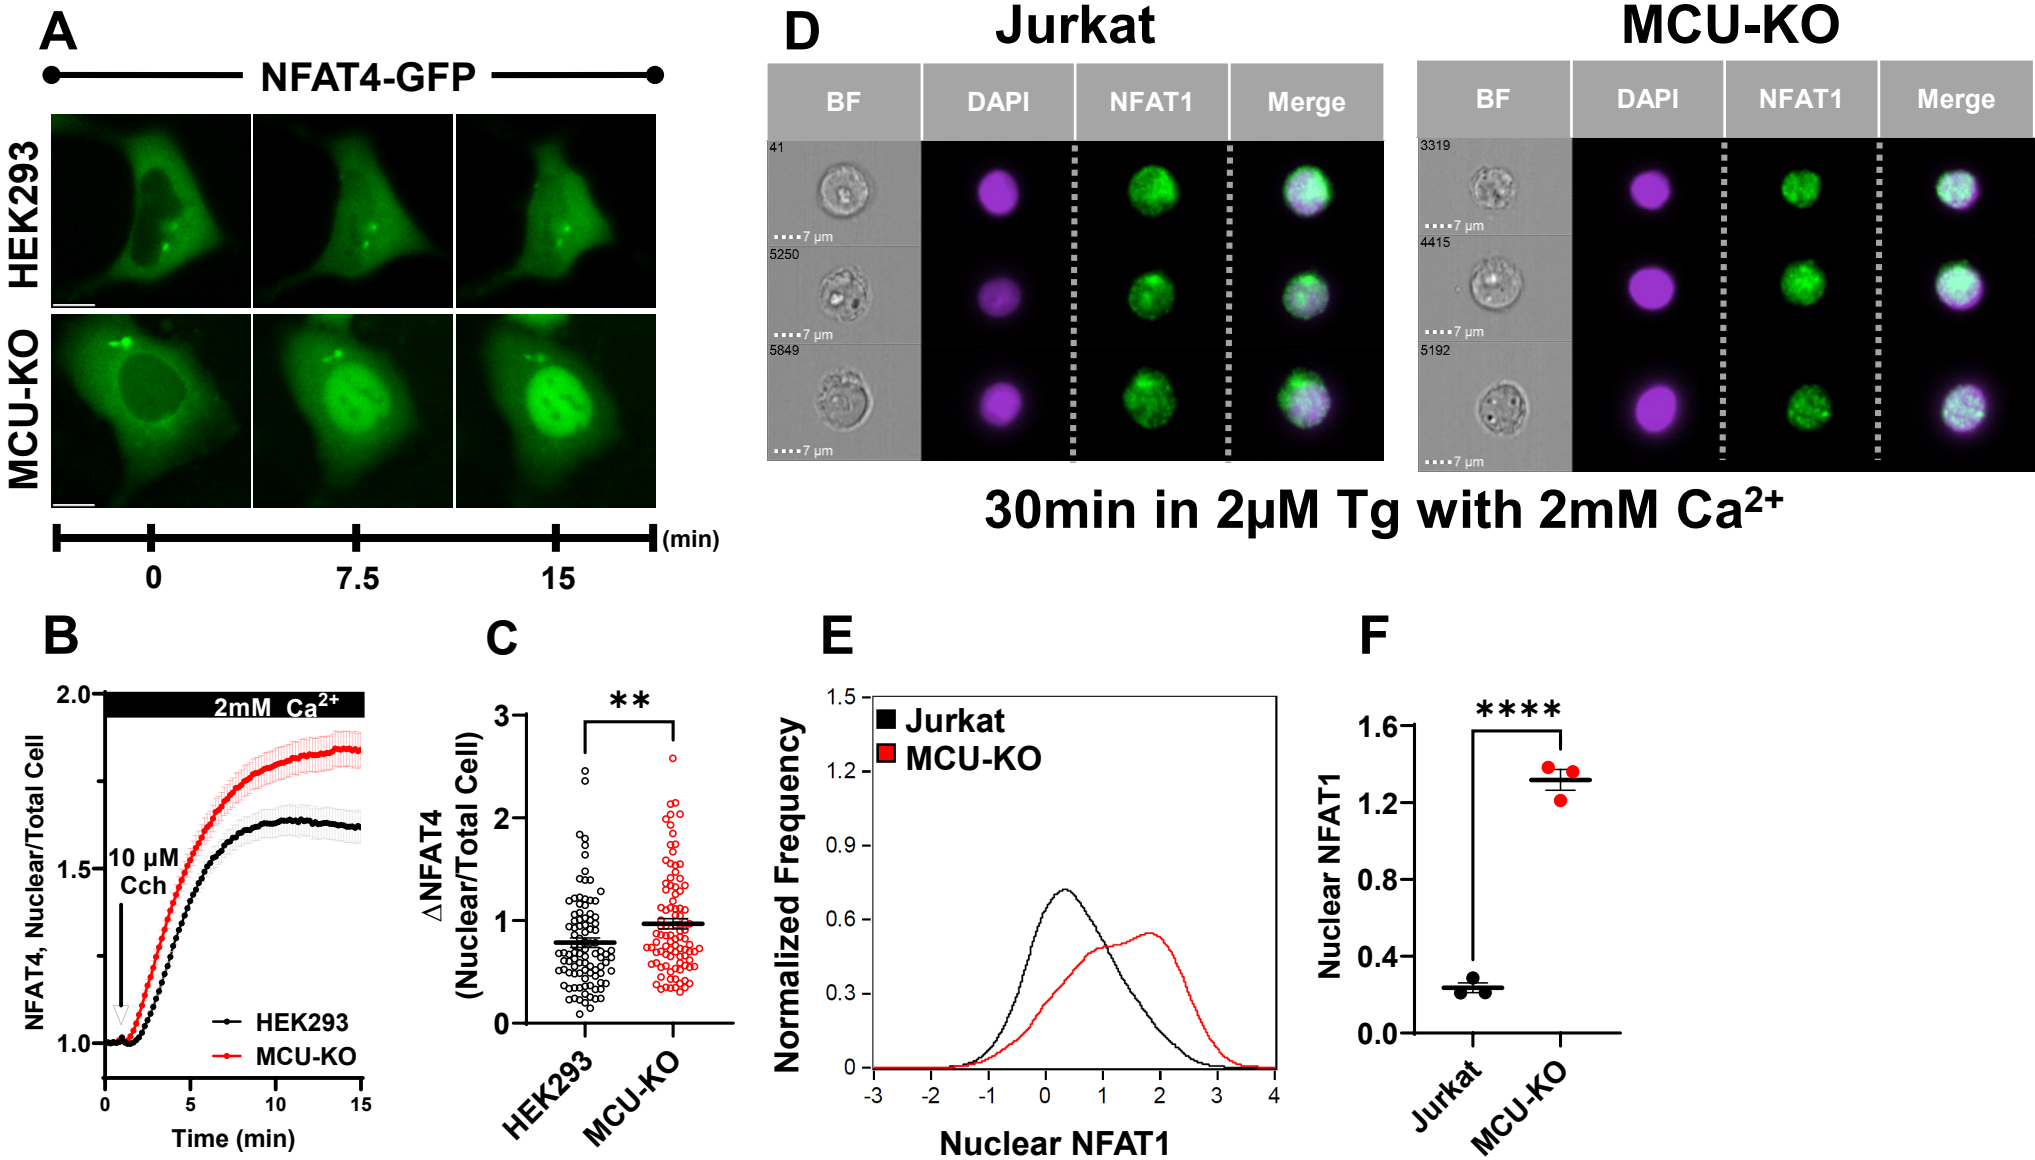 A
NFAT4-GFP
HEK293
MCU-KO
0
7.5
15
(min)
D
Jurkat
MCU-KO
BF
DAPI
NFAT1
Merge
41
7 µm
5250
7 µm
5849
7 µm
BF
DAPI
NFAT1
Merge
3319
7 µm
4415
7 µm
5192
7 µm
30min in 2µM Tg with 2mM Ca²⁺
B
NFAT4, Nuclear/Total Cell
2.0
1.5
1.0
2mM Ca²⁺
10 µM
Cch
HEK293
MCU-KO
0
5
10
15
Time (min)
C
ΔNFAT4
(Nuclear/Total Cell)
3
2
1
0
**
HEK293
MCU-KO
E
Normalized Frequency
1.5
1.2
0.9
0.6
0.3
0
Jurkat
MCU-KO
-3
-2
-1
0
1
2
3
4
Nuclear NFAT1
F
Nuclear NFAT1
1.6
1.2
0.8
0.4
0.0
****
Jurkat
MCU-KO